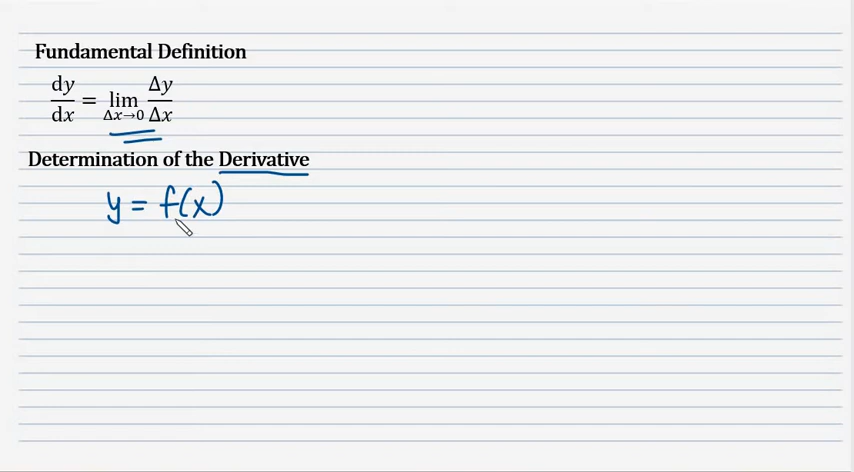 Fundamental Definition
dy/dx = lim Δx→0 Δy/Δx
Determination of the Derivative
y = f(x)